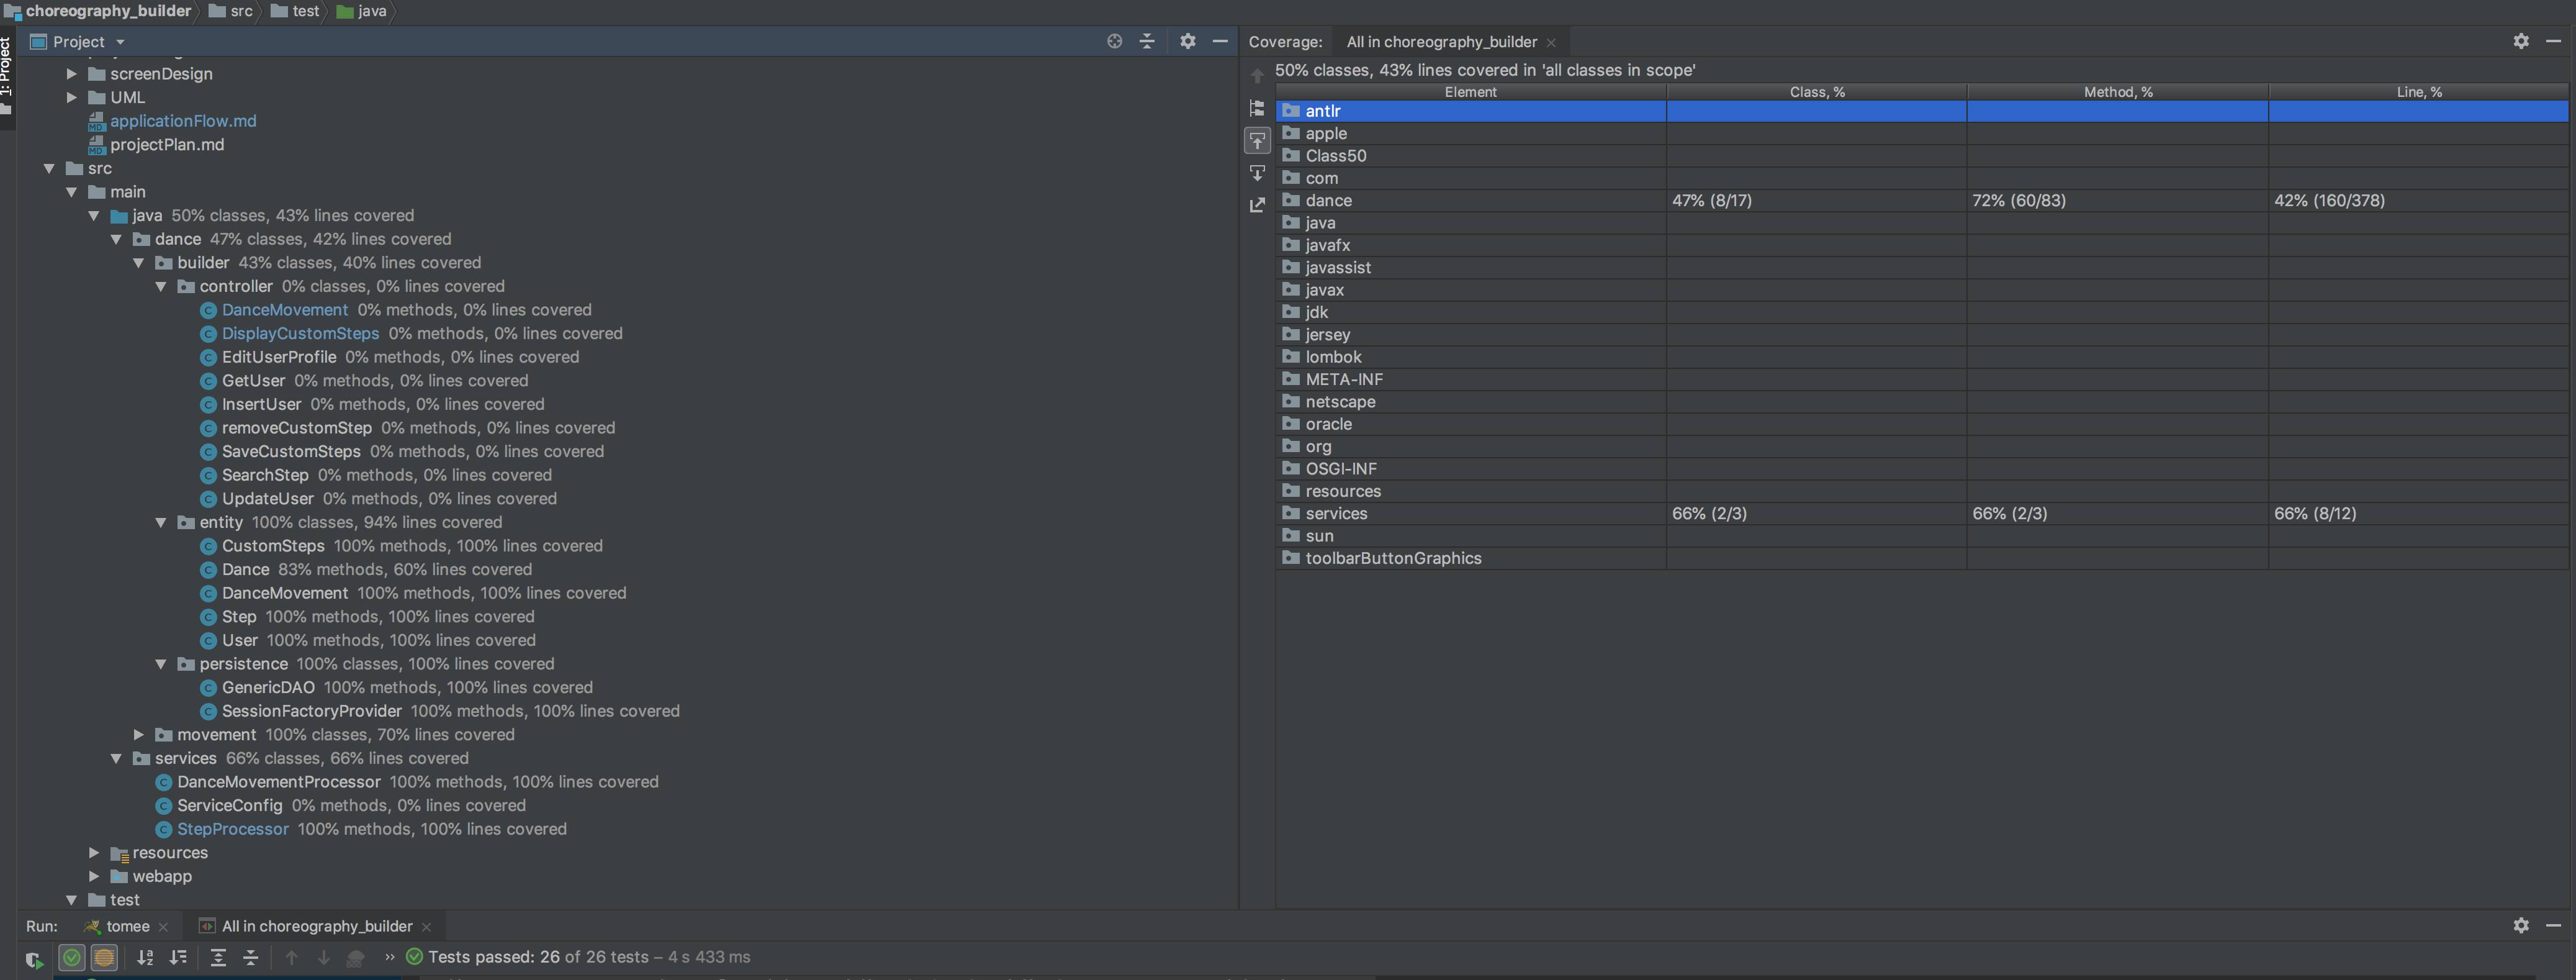 choreography_builder src test java
1: Project
Project
screenDesign
UML
applicationFlow.md
projectPlan.md
src
main
java 50% classes, 43% lines covered
dance 47% classes, 42% lines covered
builder 43% classes, 40% lines covered
controller 0% classes, 0% lines covered
DanceMovement 0% methods, 0% lines covered
DisplayCustomSteps 0% methods, 0% lines covered
EditUserProfile 0% methods, 0% lines covered
GetUser 0% methods, 0% lines covered
InsertUser 0% methods, 0% lines covered
removeCustomStep 0% methods, 0% lines covered
SaveCustomSteps 0% methods, 0% lines covered
SearchStep 0% methods, 0% lines covered
UpdateUser 0% methods, 0% lines covered
entity 100% classes, 94% lines covered
CustomSteps 100% methods, 100% lines covered
Dance 83% methods, 60% lines covered
DanceMovement 100% methods, 100% lines covered
Step 100% methods, 100% lines covered
User 100% methods, 100% lines covered
persistence 100% classes, 100% lines covered
GenericDAO 100% methods, 100% lines covered
SessionFactoryProvider 100% methods, 100% lines covered
movement 100% classes, 70% lines covered
services 66% classes, 66% lines covered
DanceMovementProcessor 100% methods, 100% lines covered
ServiceConfig 0% methods, 0% lines covered
StepProcessor 100% methods, 100% lines covered
resources
webapp
test
Coverage: All in choreography_builder
50% classes, 43% lines covered in 'all classes in scope'
Element Class, % Method, % Line, %
antlr
apple
Class50
com
dance 47% (8/17) 72% (60/83) 42% (160/378)
java
javafx
javassist
javax
jdk
jersey
lombok
META-INF
netscape
oracle
org
OSGI-INF
resources
services 66% (2/3) 66% (2/3) 66% (8/12)
sun
toolbarButtonGraphics
Run: tomee All in choreography_builder
Tests passed: 26 of 26 tests – 4 s 433 ms